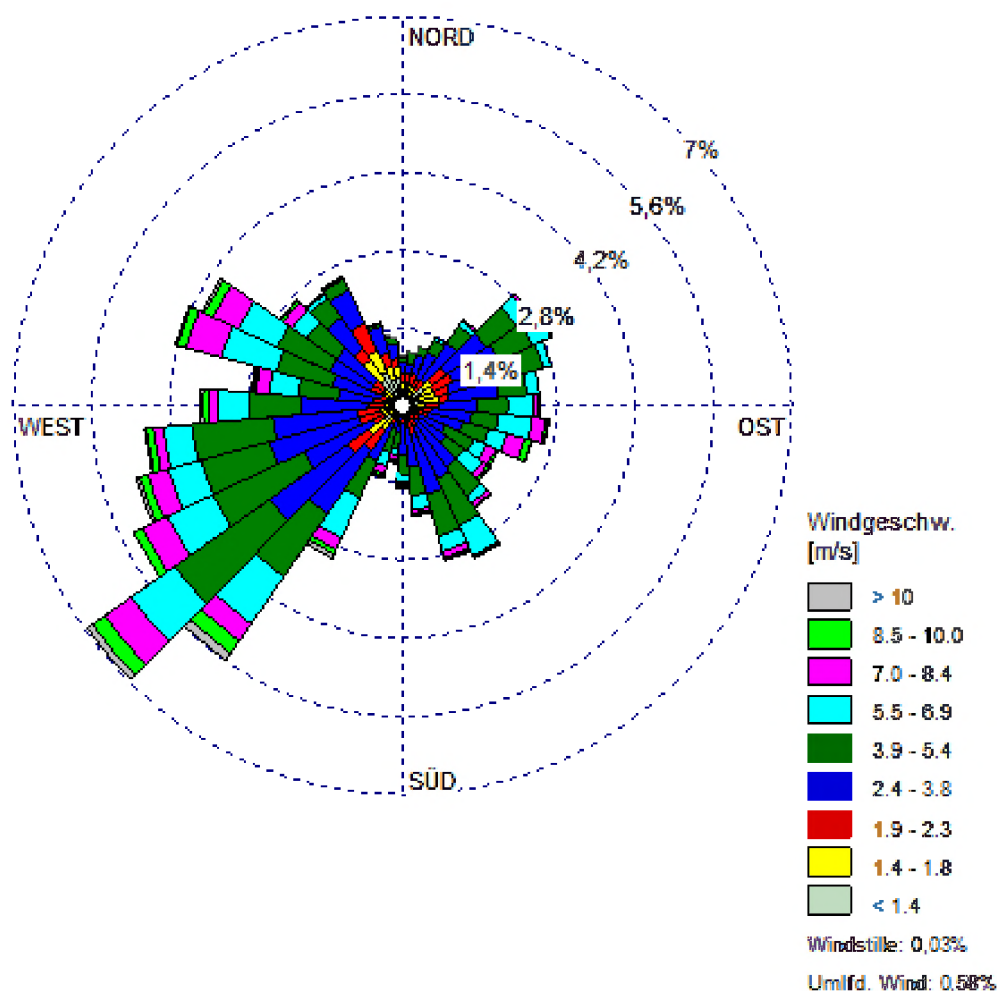 NORD
7%
5,6%
4,2%
2,8%
1,4%
WEST
OST
SÜD
Windgeschw.
[m/s]
> 10
8.5 - 10.0
7.0 - 8.4
5.5 - 6.9
3.9 - 5.4
2.4 - 3.8
1.9 - 2.3
1.4 - 1.8
< 1.4
Windstille: 0,03%
Umlfd. Wind: 0,58%